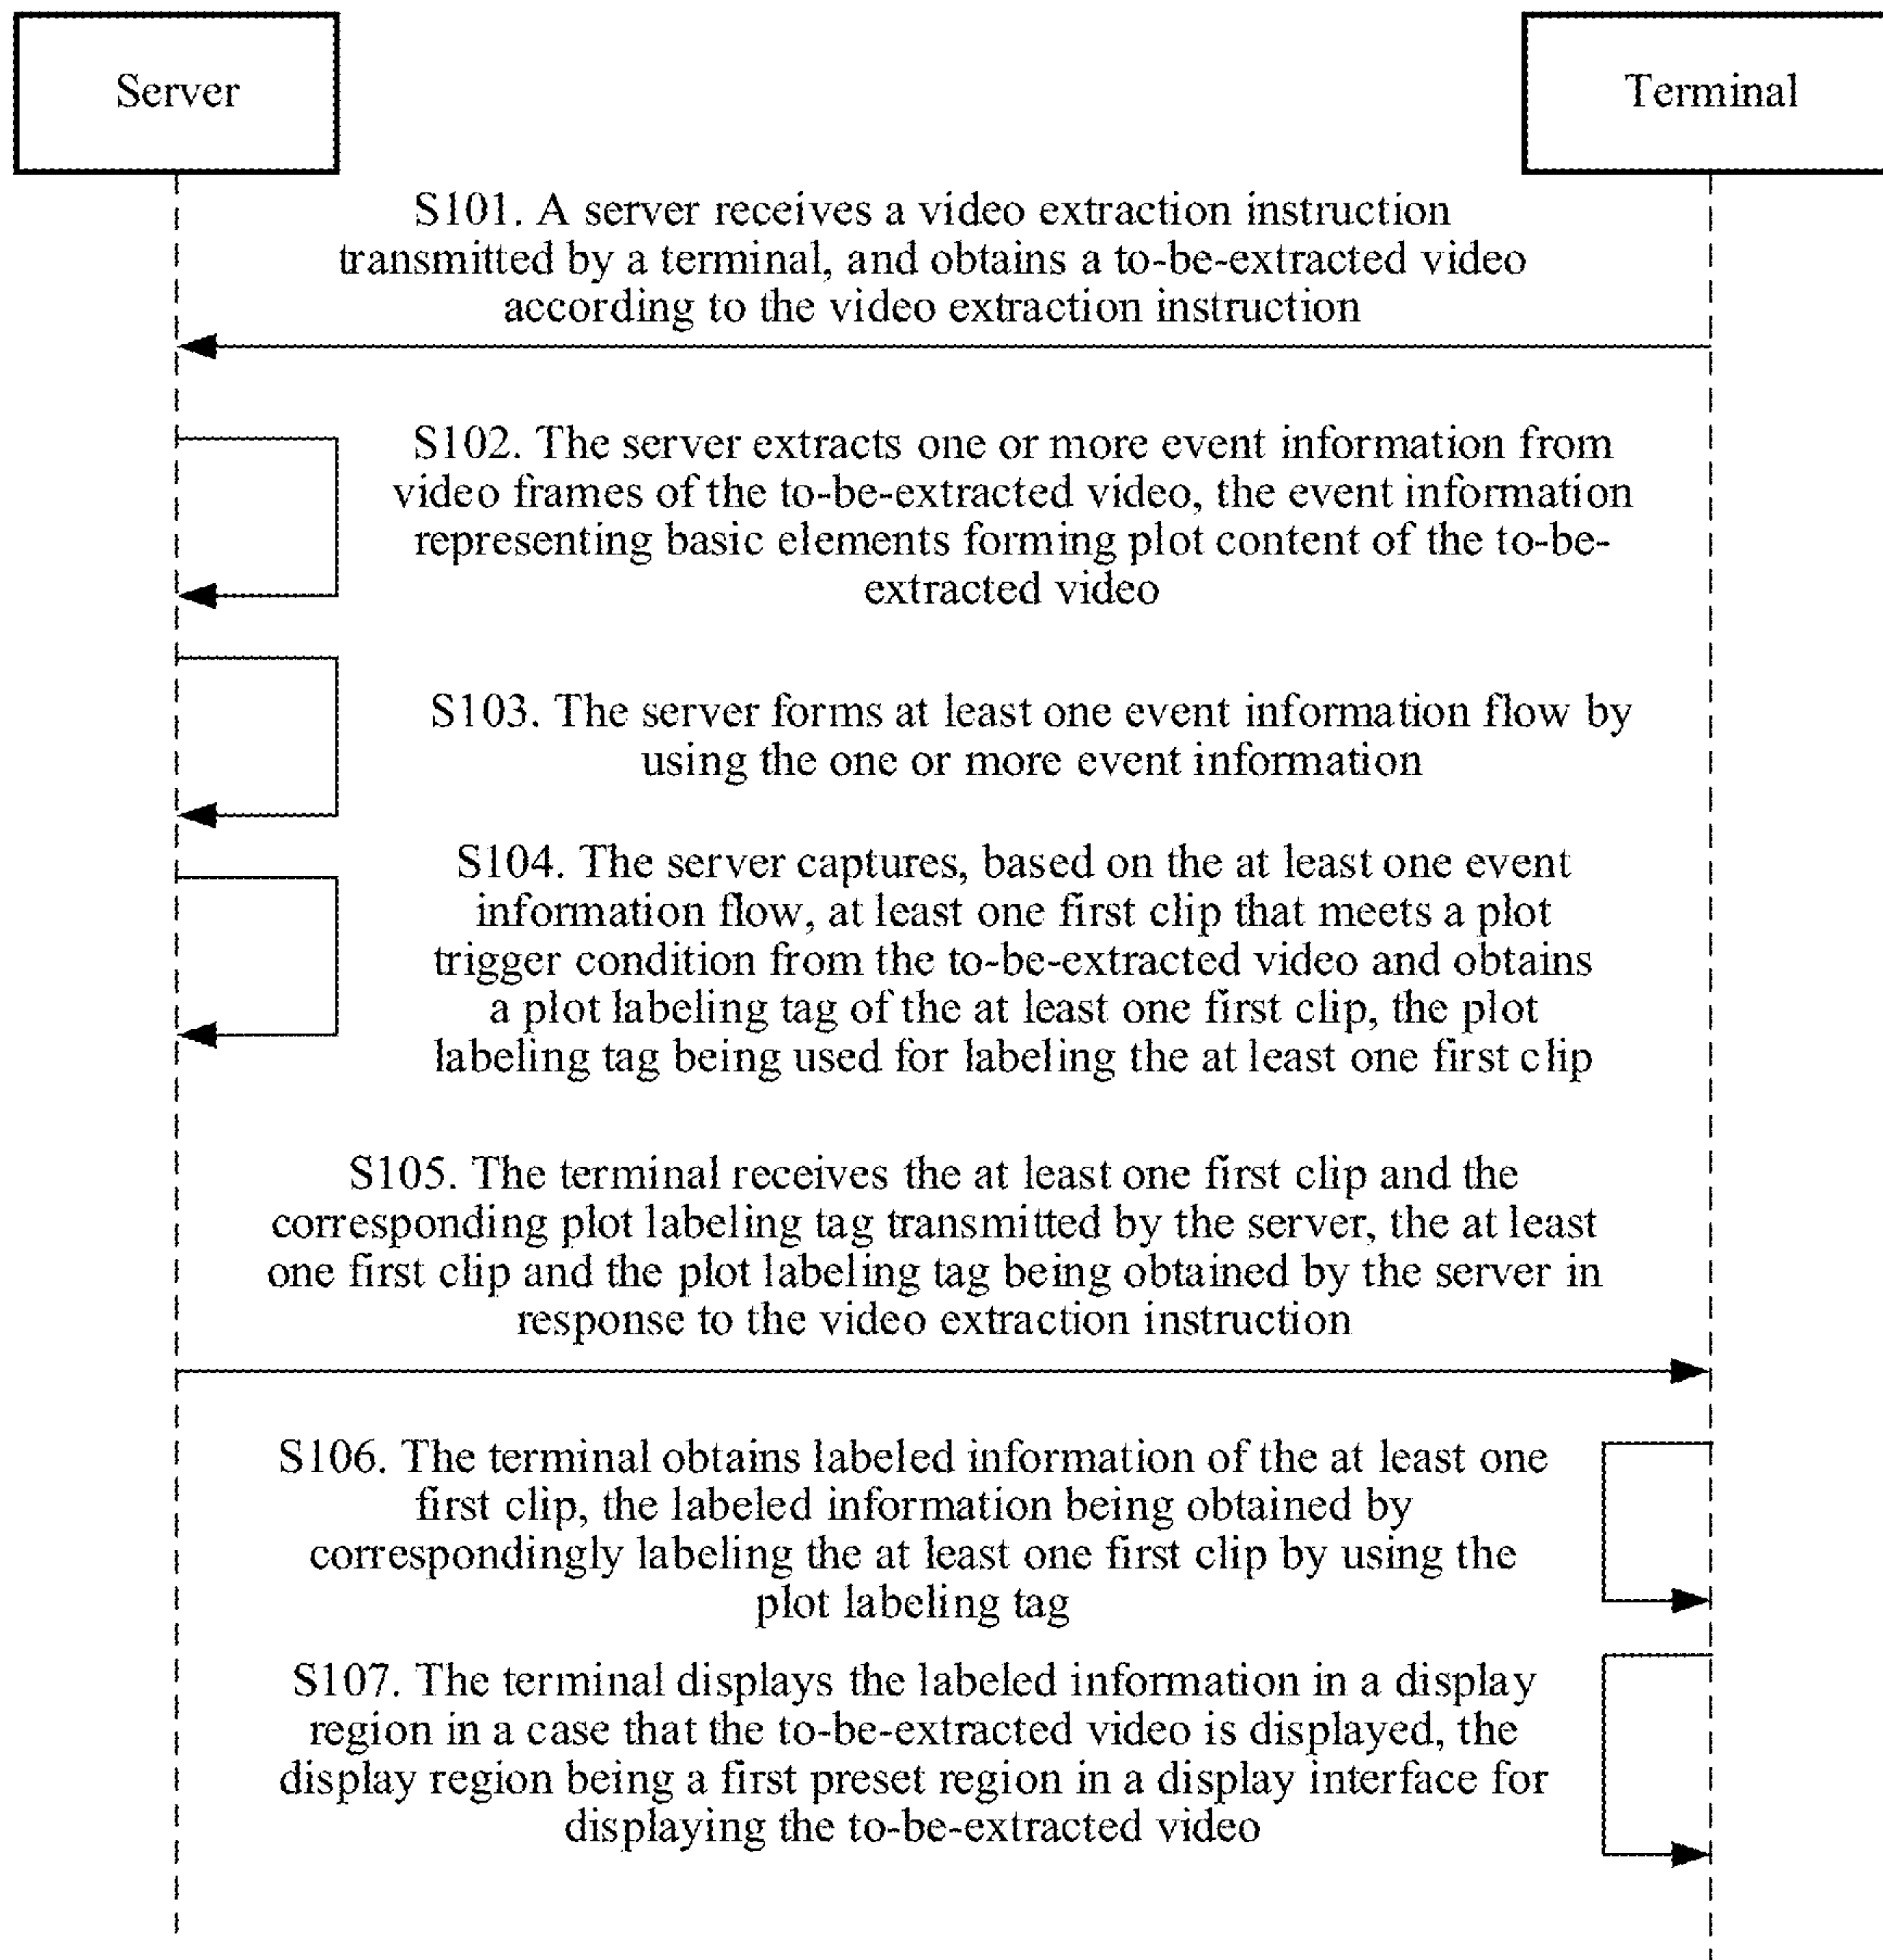 Server
Terminal
S101. A server receives a video extraction instruction
transmitted by a terminal, and obtains a to-be-extracted video
according to the video extraction instruction
S102. The server extracts one or more event information from
video frames of the to-be-extracted video, the event information
representing basic elements forming plot content of the to-be-
extracted video
S103. The server forms at least one event information flow by
using the one or more event information
S104. The server captures, based on the at least one event
information flow, at least one first clip that meets a plot
trigger condition from the to-be-extracted video and obtains
a plot labeling tag of the at least one first clip, the plot
labeling tag being used for labeling the at least one first clip
S105. The terminal receives the at least one first clip and the
corresponding plot labeling tag transmitted by the server, the at least
one first clip and the plot labeling tag being obtained by the server in
response to the video extraction instruction
S106. The terminal obtains labeled information of the at least one
first clip, the labeled information being obtained by
correspondingly labeling the at least one first clip by using the
plot labeling tag
S107. The terminal displays the labeled information in a display
region in a case that the to-be-extracted video is displayed, the
display region being a first preset region in a display interface for
displaying the to-be-extracted video